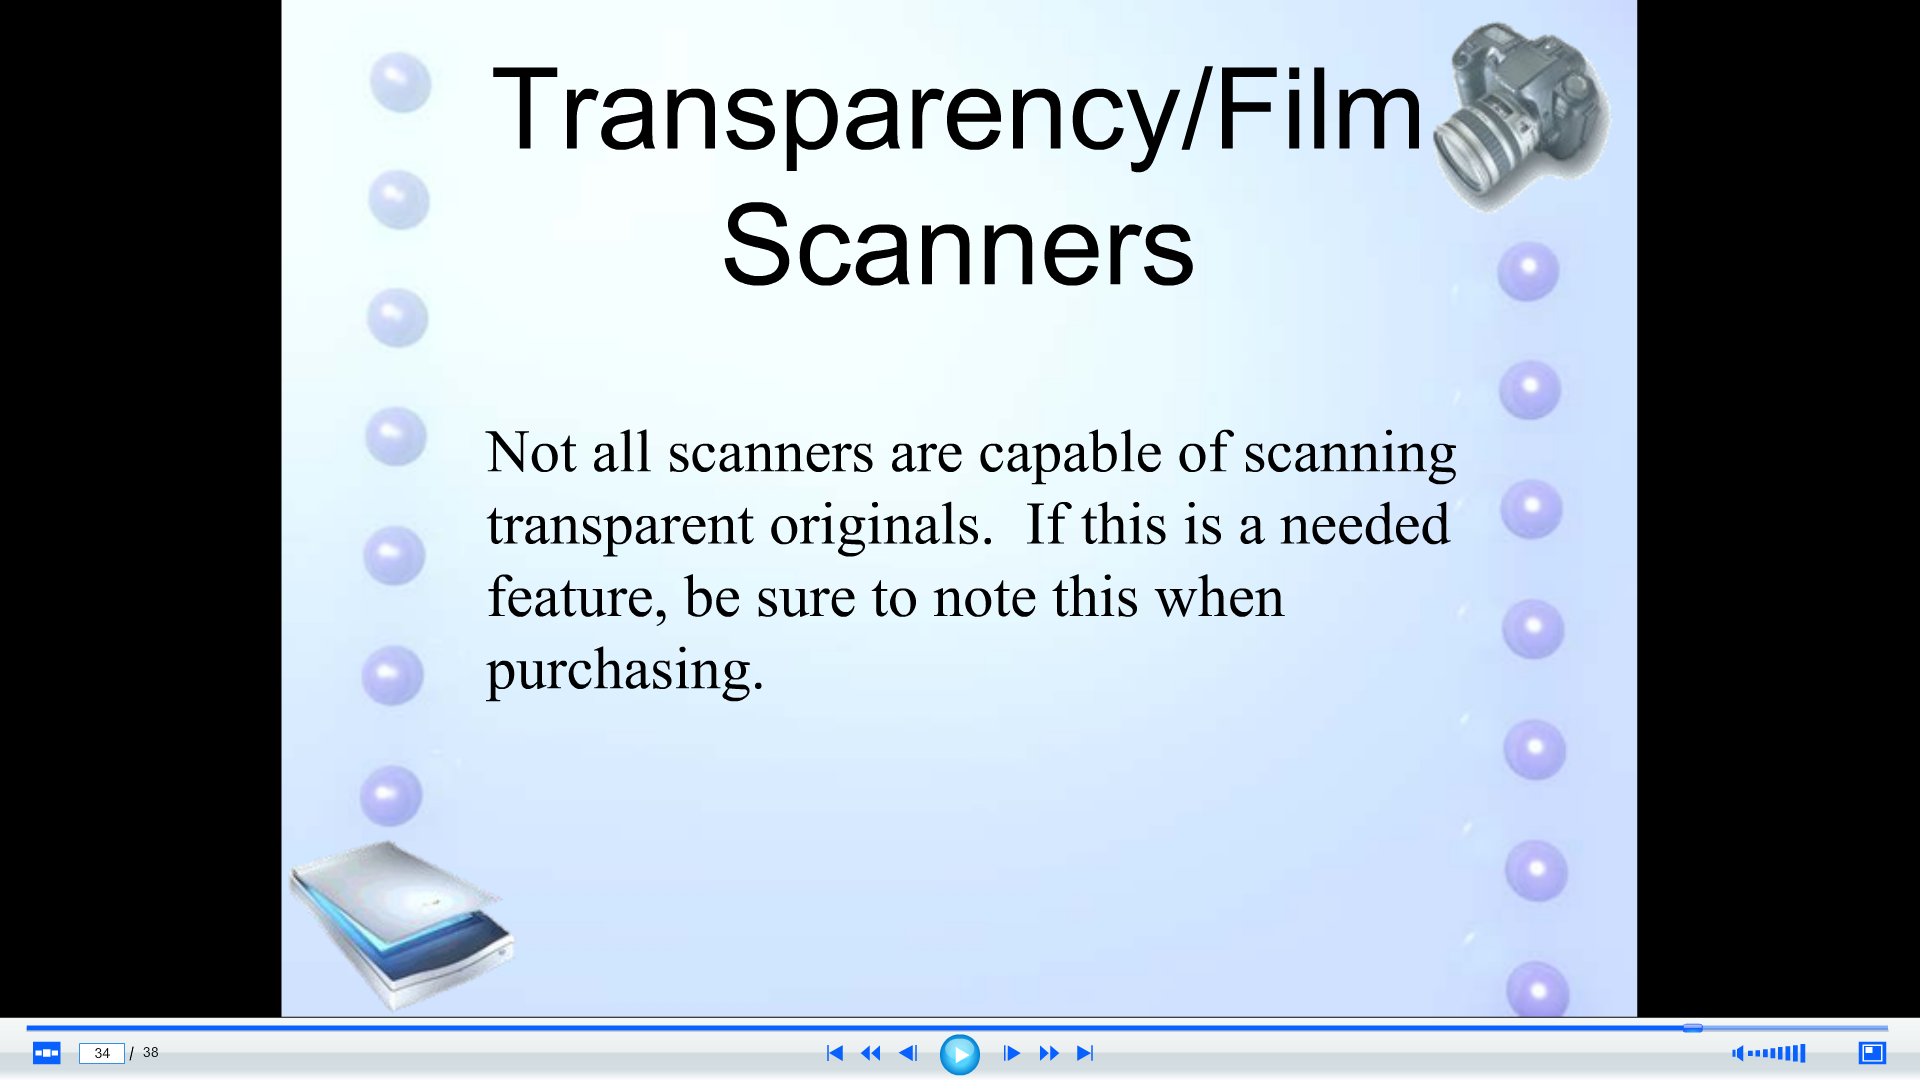 Transparency/Film
Scanners
Not all scanners are capable of scanning
transparent originals.  If this is a needed
feature, be sure to note this when
purchasing.
34 / 38